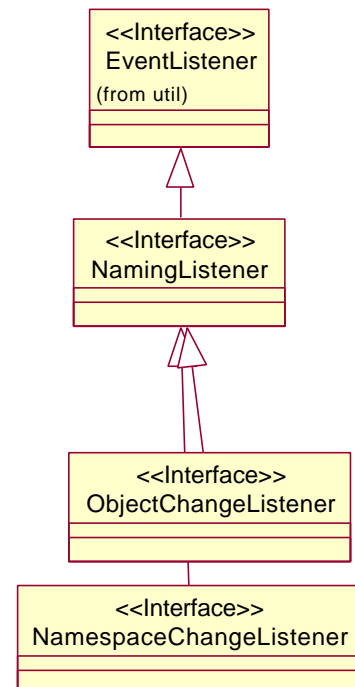 <<Interface>>
EventListener
(from util)
<<Interface>>
NamingListener
<<Interface>>
ObjectChangeListener
<<Interface>>
NamespaceChangeListener